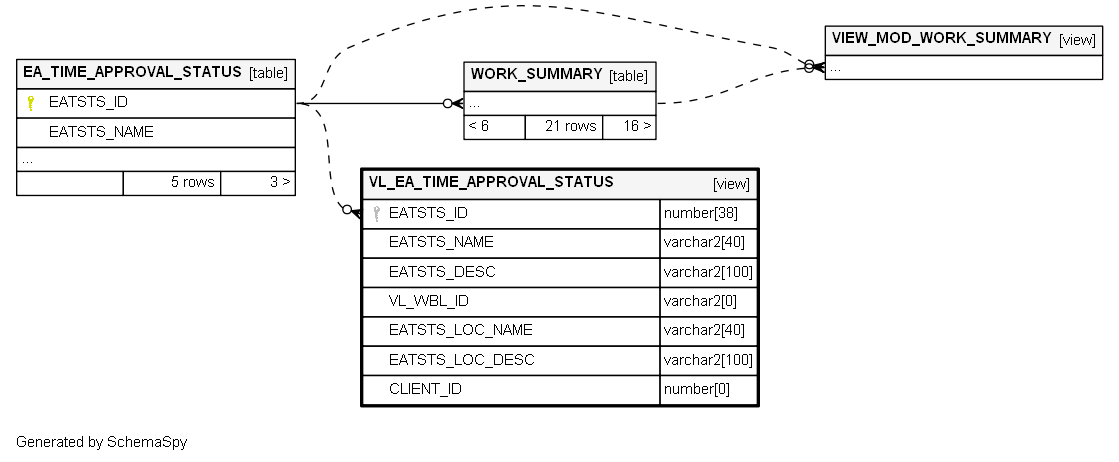 VIEW_MOD_WORK_SUMMARY [view]
...
EA_TIME_APPROVAL_STATUS [table]
EATSTS_ID
EATSTS_NAME
...
5 rows 3 >
WORK_SUMMARY [table]
...
< 6 21 rows 16 >
VL_EA_TIME_APPROVAL_STATUS [view]
EATSTS_ID number[38]
EATSTS_NAME varchar2[40]
EATSTS_DESC varchar2[100]
VL_WBL_ID varchar2[0]
EATSTS_LOC_NAME varchar2[40]
EATSTS_LOC_DESC varchar2[100]
CLIENT_ID number[0]
Generated by SchemaSpy